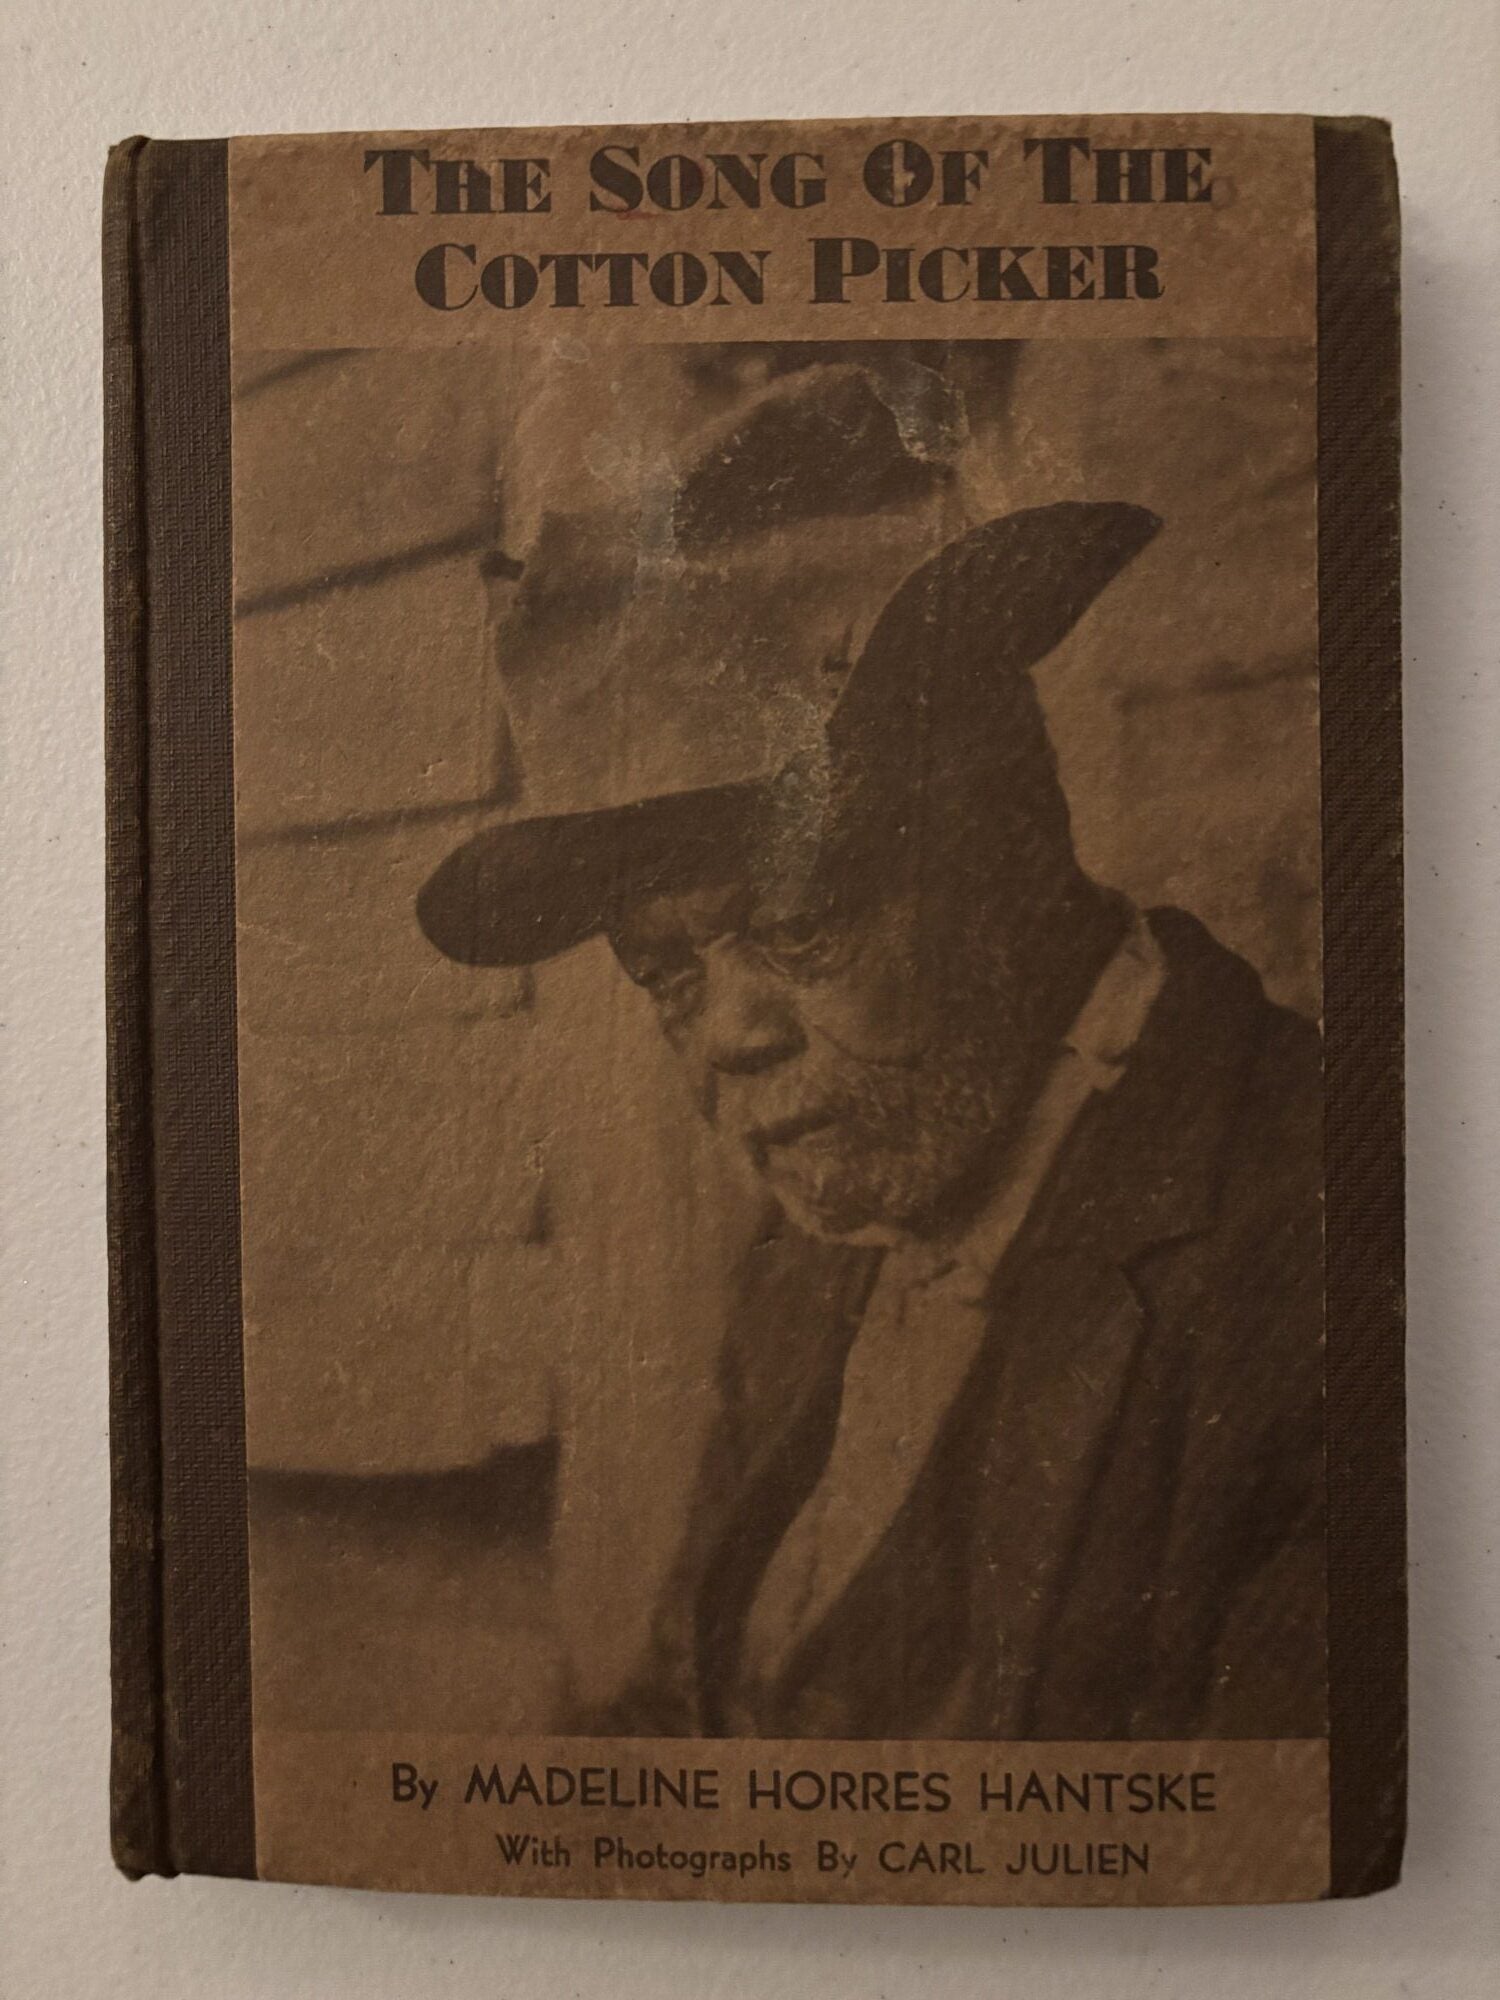 THE SONG OF THE
COTTON PICKER
By MADELINE HORRES HANTSKE
With Photographs By CARL JULIEN